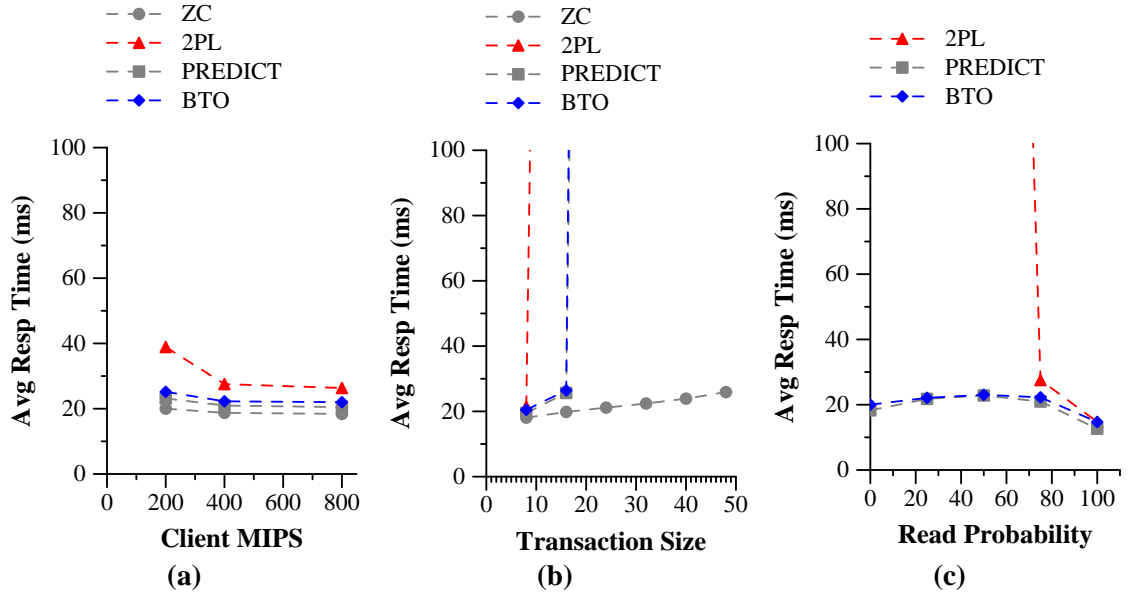 ZC
2PL
PREDICT
BTO
100
80
60
40
20
0
0 200 400 600 800
Avg Resp Time (ms)
Client MIPS
(a)
ZC
2PL
PREDICT
BTO
100
80
60
40
20
0
0 10 20 30 40 50
Avg Resp Time (ms)
Transaction Size
(b)
2PL
PREDICT
BTO
100
80
60
40
20
0
0 20 40 60 80 100
Avg Resp Time (ms)
Read Probability
(c)